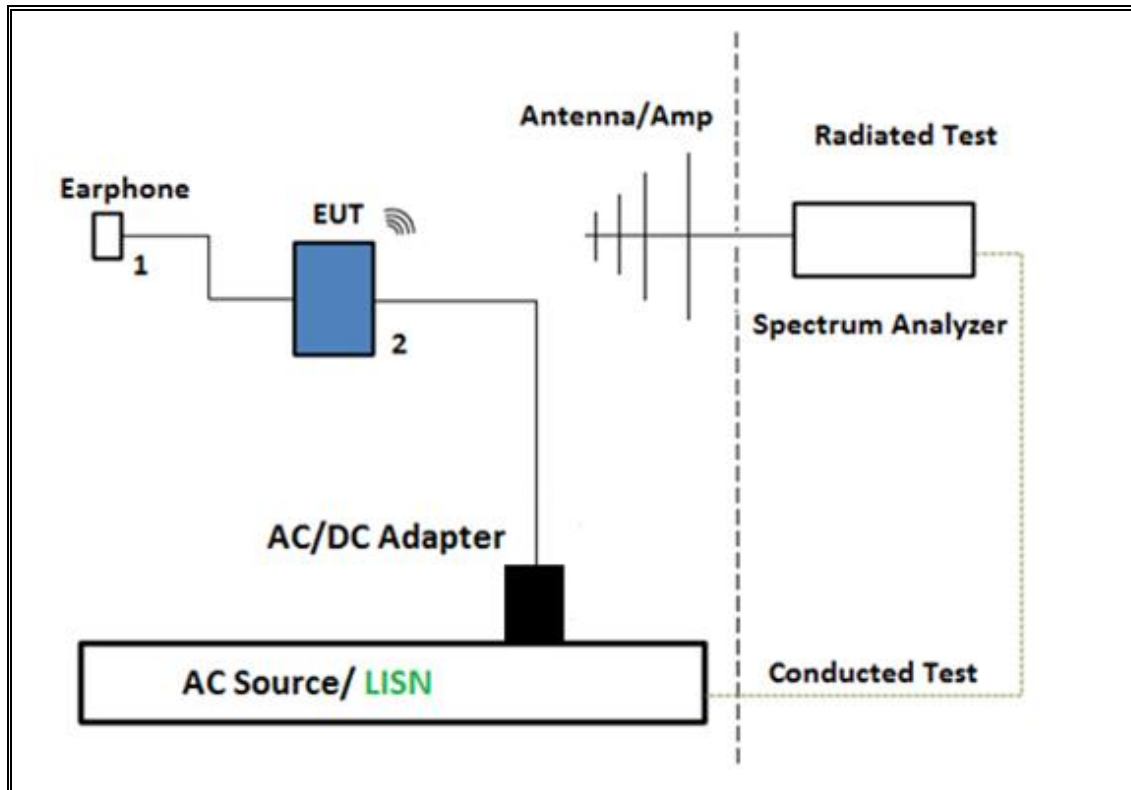 Antenna/Amp
Radiated Test
Earphone
EUT
1
Spectrum Analyzer
2
AC/DC Adapter
AC Source/ LISN
Conducted Test